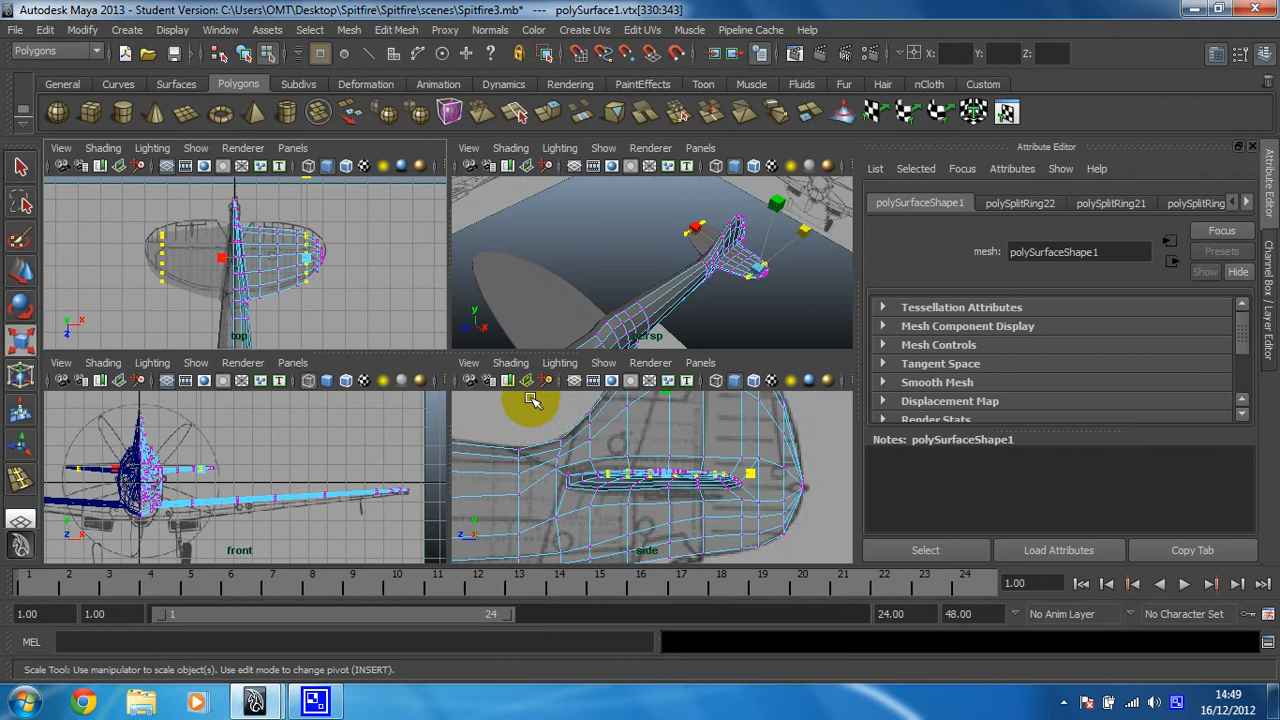 Autodesk Maya 2013 - Student Version: C:\Users\OMT\Desktop\Spitfire\Spitfire\scenes\Spitfire3.mb* --- polySurface1.vtx[330:343]
File Edit Modify Create Display Window Assets Select Mesh Edit Mesh Proxy Normals Color Create UVs Edit UVs Muscle Pipeline Cache Help
Polygons X: Y: Z:
General Curves Surfaces Polygons Subdivs Deformation Animation Dynamics Rendering PaintEffects Toon Muscle Fluids Fur Hair nCloth Custom
View Shading Lighting Show Renderer Panels
View Shading Lighting Show Renderer Panels
Attribute Editor
List Selected Focus Attributes Show Help
polySurfaceShape1 polySplitRing22 polySplitRing21 polySplitRing
Focus
mesh: polySurfaceShape1
Presets
Show Hide
Tessellation Attributes
Mesh Component Display
Mesh Controls
Tangent Space
Smooth Mesh
Displacement Map
Render Stats
top
persp
View Shading Lighting Show Renderer Panels
View Shading Lighting Show Renderer Panels
front
side
Notes: polySurfaceShape1
Select Load Attributes Copy Tab
Attribute Editor
Channel Box / Layer Editor
1 2 3 4 5 6 7 8 9 10 11 12 13 14 15 16 17 18 19 20 21 22 23 24 1.00
1.00 1.00 1 24 24.00 48.00 No Anim Layer No Character Set
MEL
Scale Tool: Use manipulator to scale object(s). Use edit mode to change pivot (INSERT).
14:49
16/12/2012